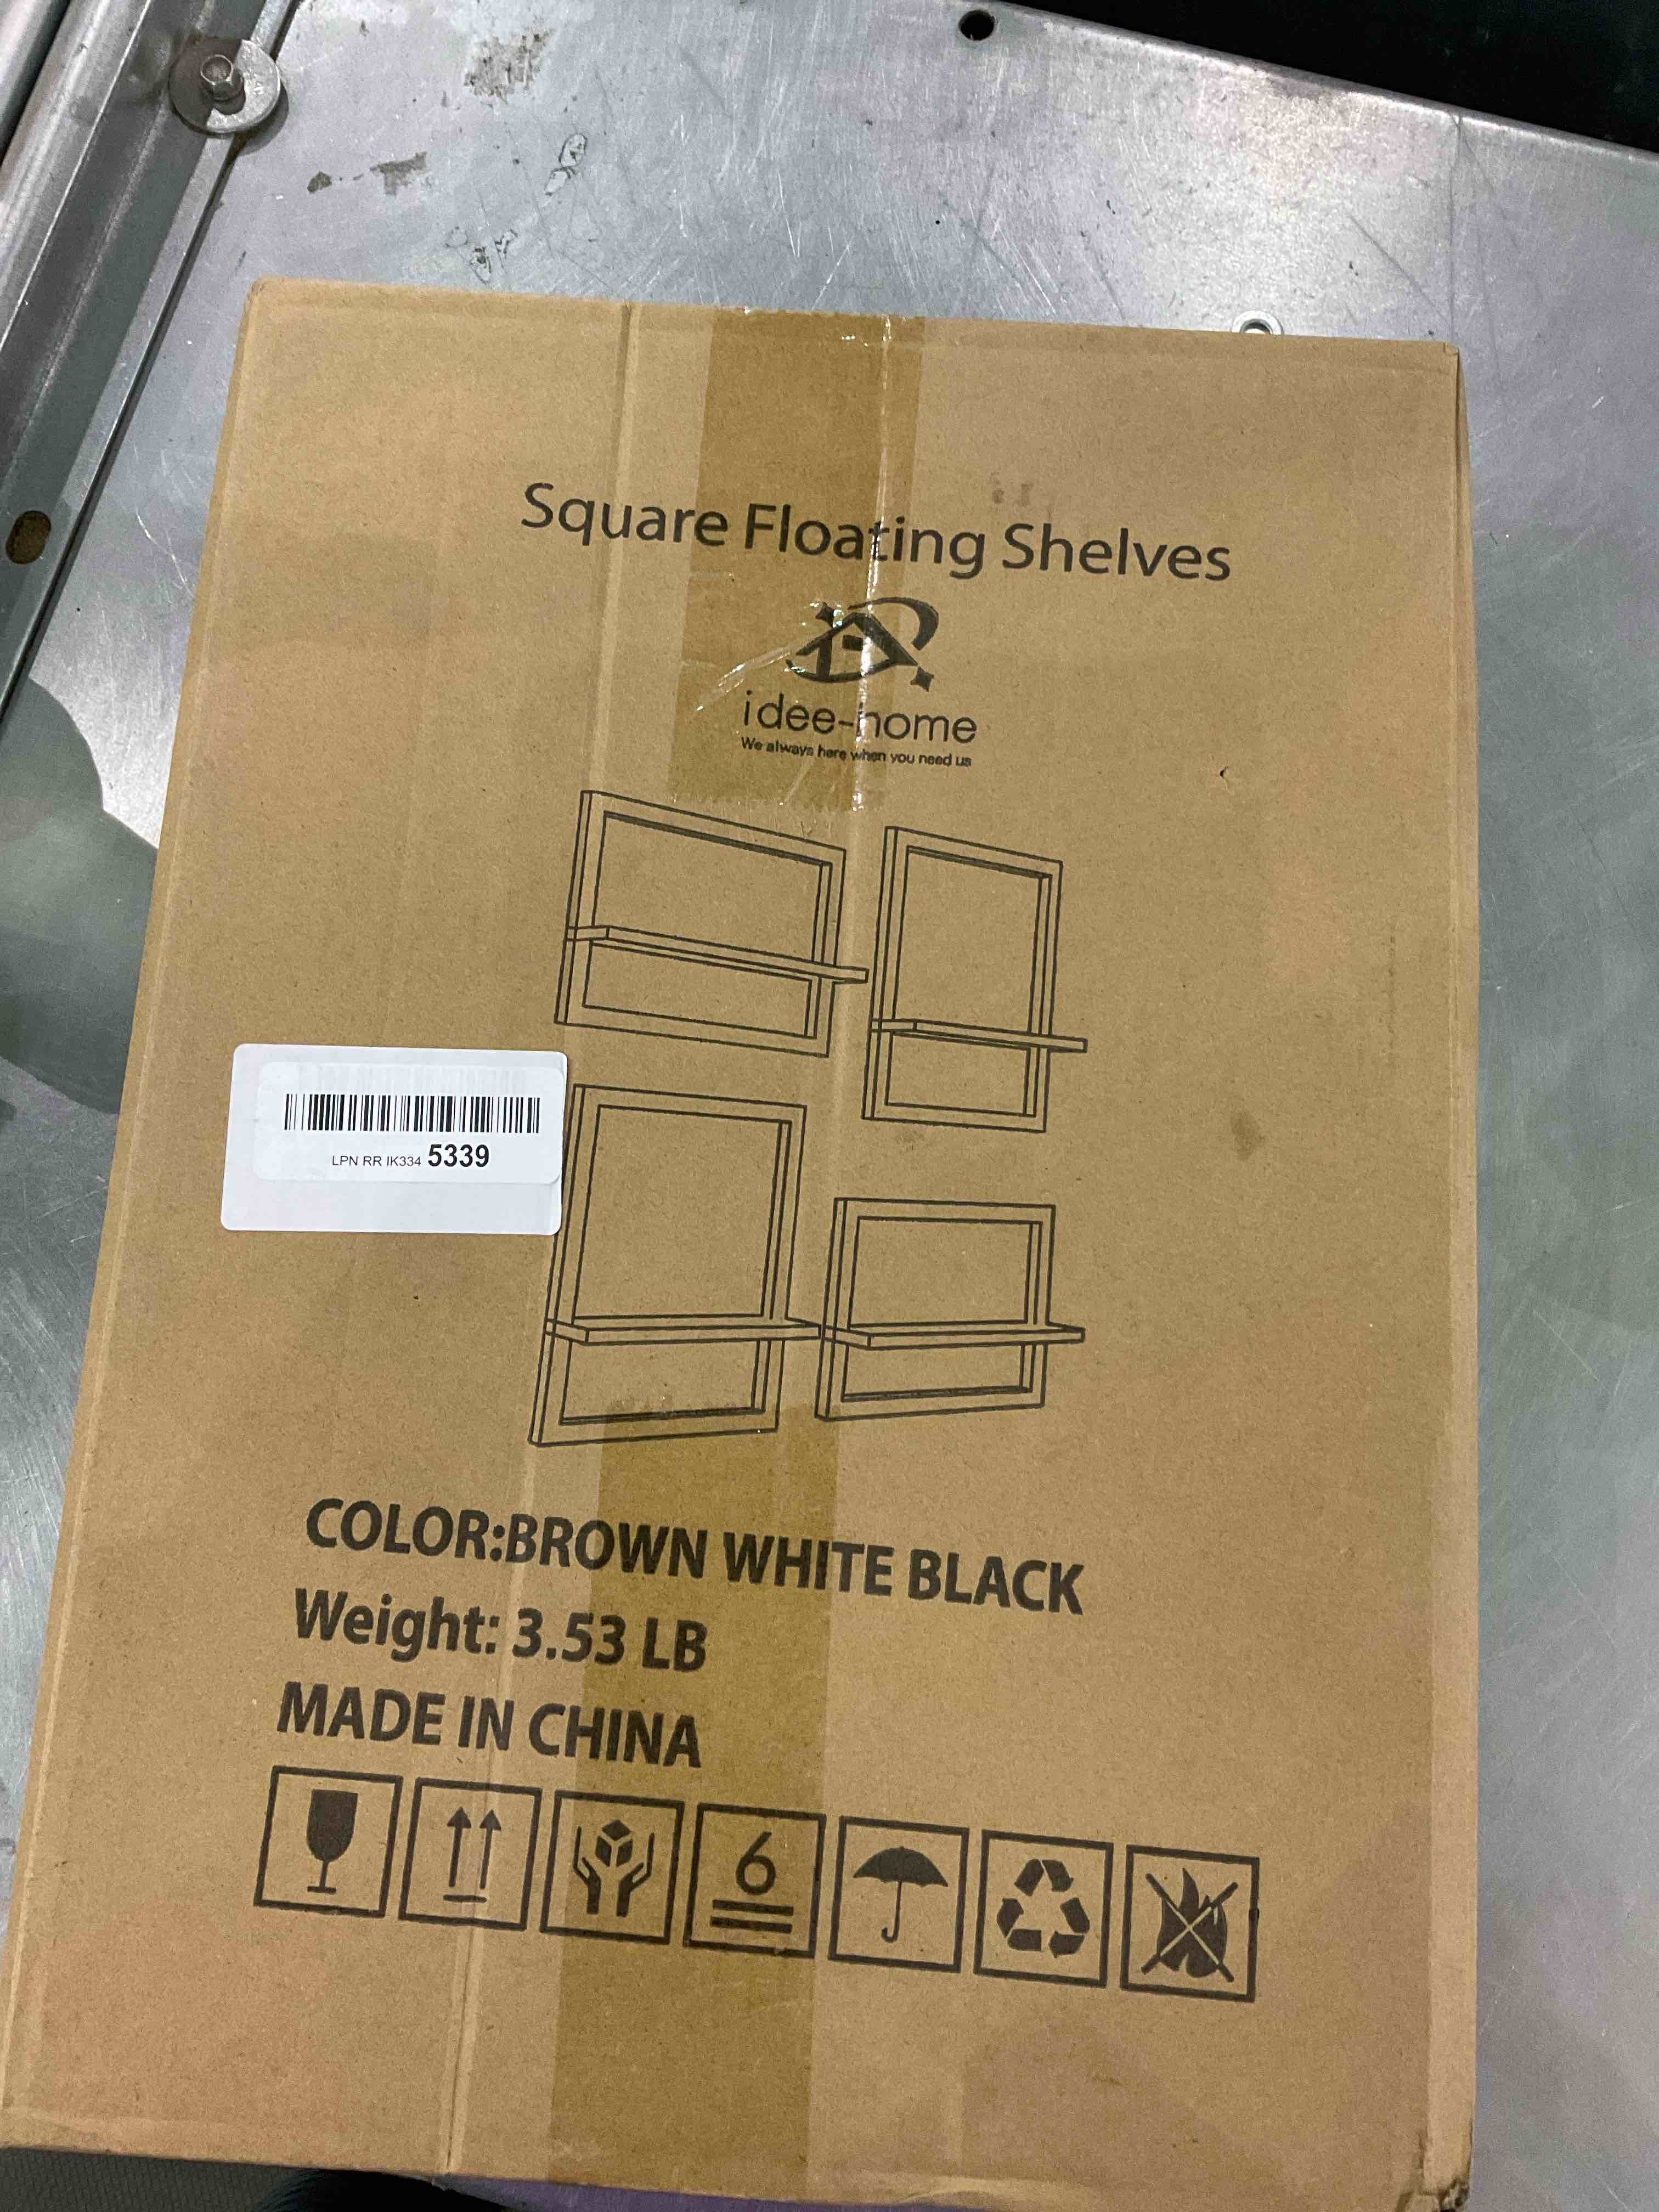 Square Floating Shelves
idee-home
We always here when you need us
LPN RR IK334 5339
COLOR:BROWN WHITE BLACK
Weight: 3.53 LB
MADE IN CHINA
6